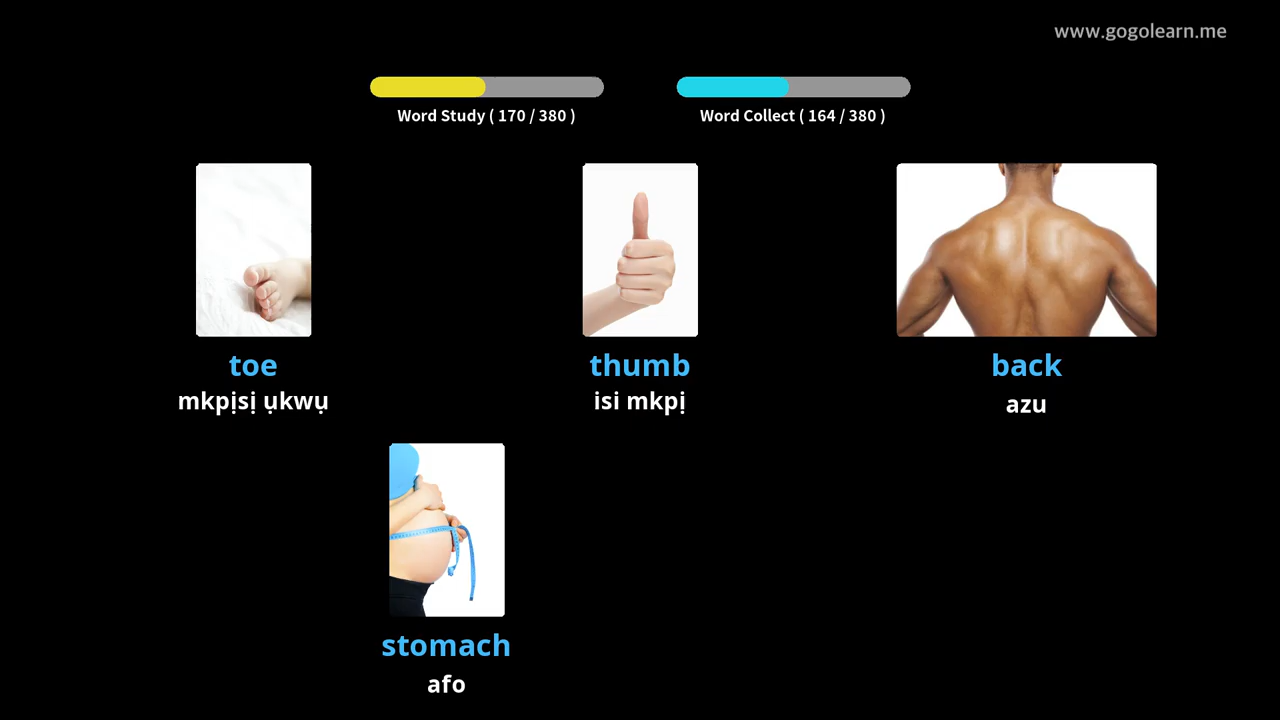 www.gogolearn.me
Word Study ( 170 / 380 )
Word Collect ( 164 / 380 )
toe
mkpịsị ụkwụ
thumb
isi mkpị
back
azu
stomach
afo